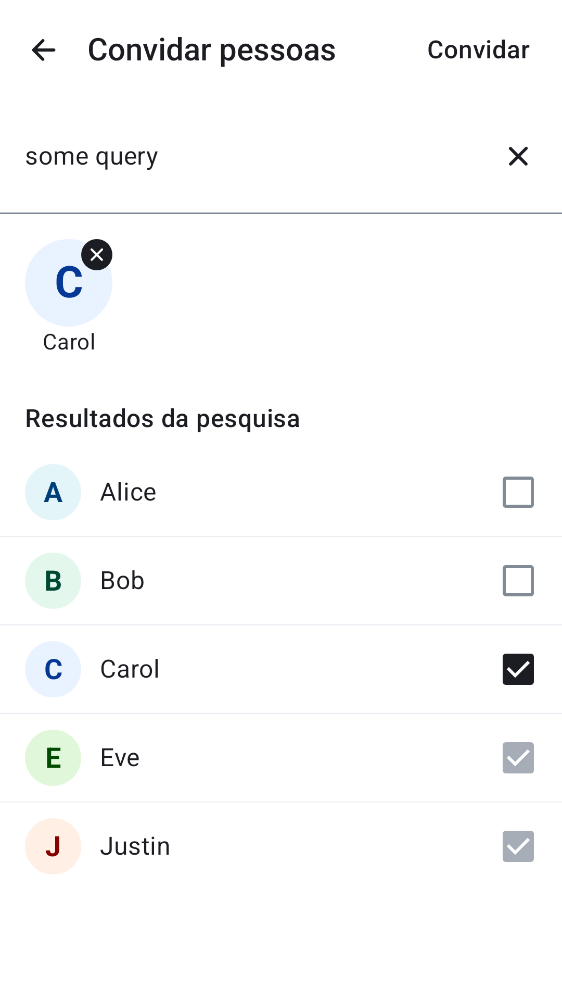 Convidar pessoas Convidar
some query
C
Carol
Resultados da pesquisa
A Alice
B Bob
C Carol
E Eve
J Justin